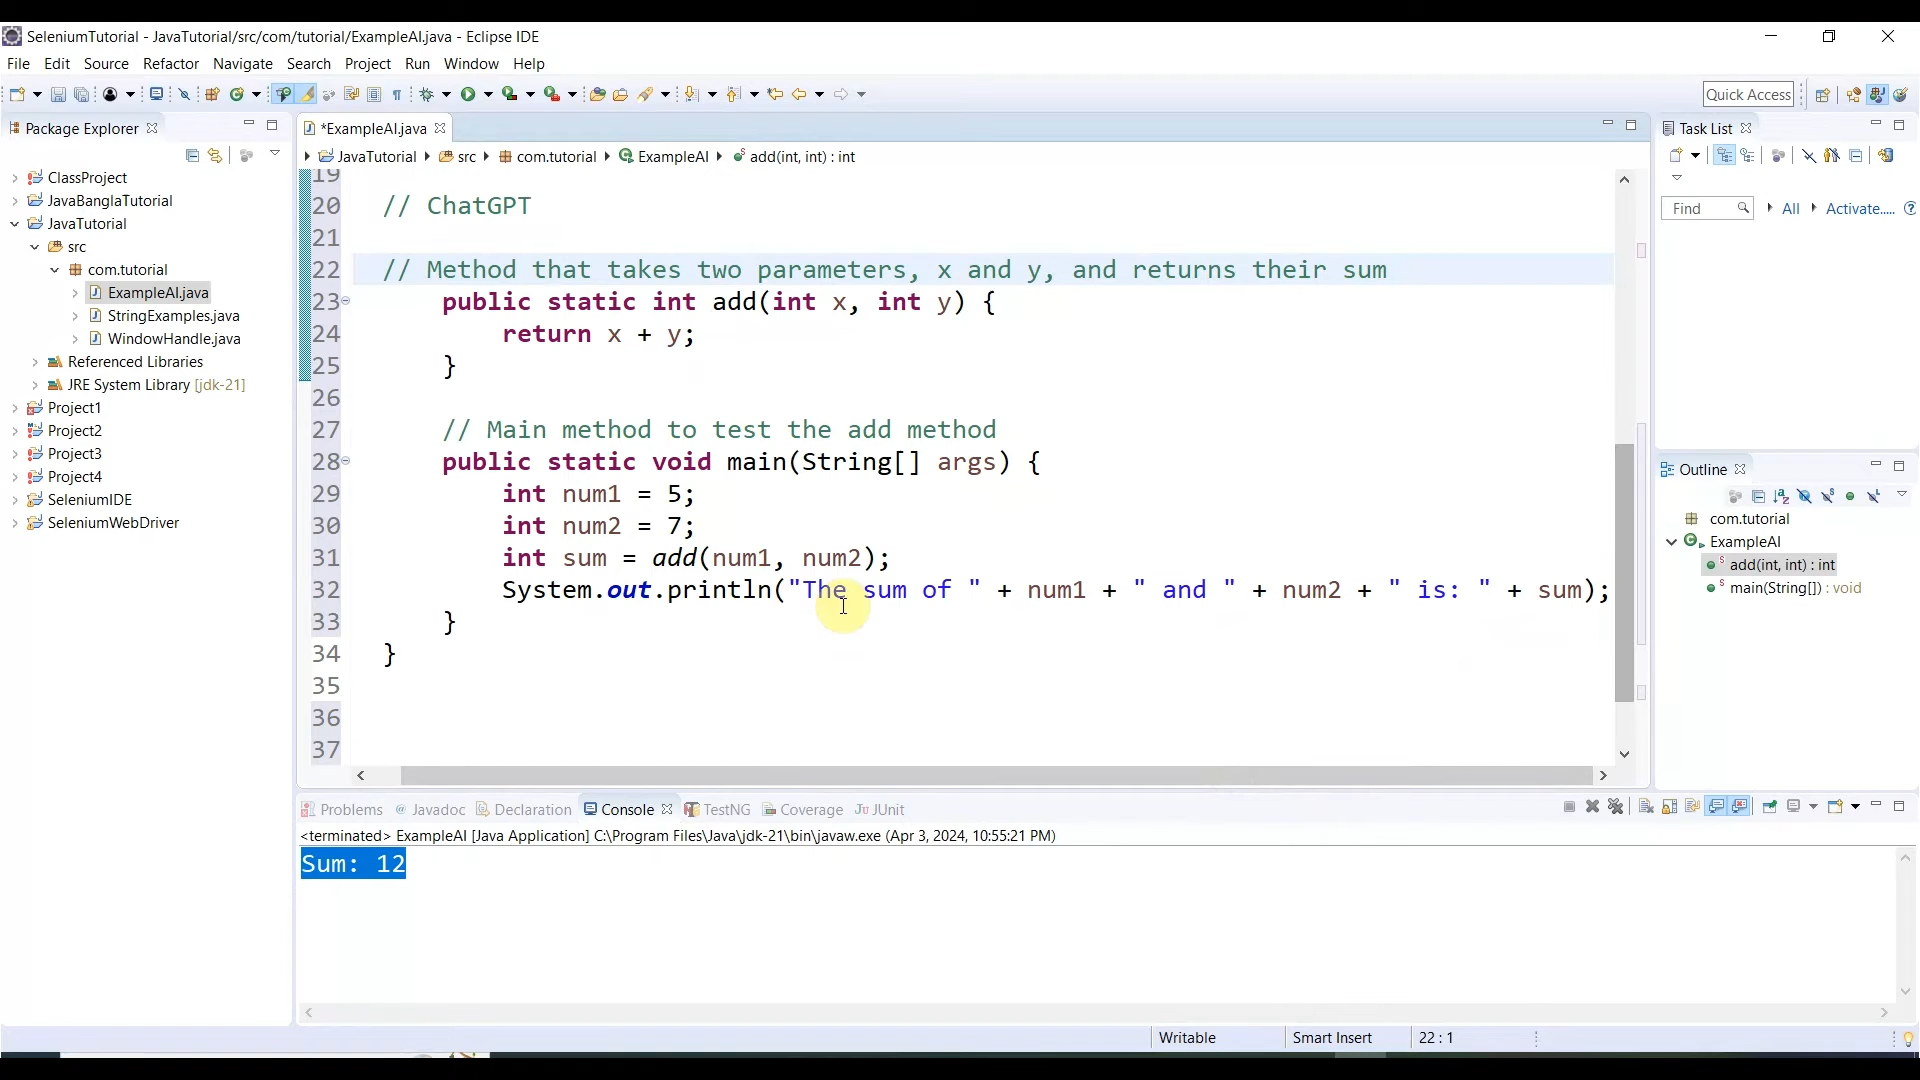 SeleniumTutorial - JavaTutorial/src/com/tutorial/ExampleAI.java - Eclipse IDE
File Edit Source Refactor Navigate Search Project Run Window Help
Quick Access
Package Explorer
ClassProject
JavaBanglaTutorial
JavaTutorial
src
com.tutorial
ExampleAI.java
StringExamples.java
WindowHandle.java
Referenced Libraries
JRE System Library [jdk-21]
Project1
Project2
Project3
Project4
SeleniumIDE
SeleniumWebDriver
*ExampleAI.java
JavaTutorial src com.tutorial ExampleAI add(int, int) : int
19
20 // ChatGPT
21
22 // Method that takes two parameters, x and y, and returns their sum
23 public static int add(int x, int y) {
24 return x + y;
25 }
26
27 // Main method to test the add method
28 public static void main(String[] args) {
29 int num1 = 5;
30 int num2 = 7;
31 int sum = add(num1, num2);
32 System.out.println("The sum of " + num1 + " and " + num2 + " is: " + sum);
33 }
34 }
35
36
37
Task List
Find All Activate.....
Outline
com.tutorial
ExampleAI
add(int, int) : int
main(String[]) : void
Problems Javadoc Declaration Console TestNG Coverage JUnit
<terminated> ExampleAI [Java Application] C:\Program Files\Java\jdk-21\bin\javaw.exe (Apr 3, 2024, 10:55:21 PM)
Sum: 12
Writable Smart Insert 22 : 1